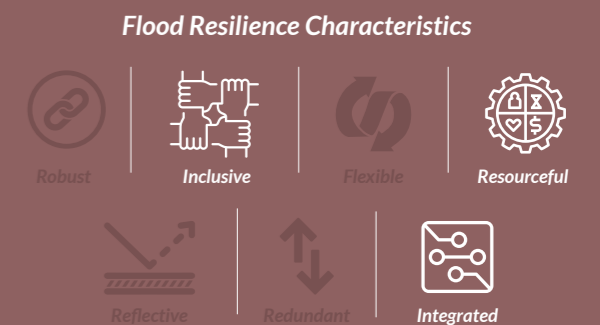 Flood Resilience Characteristics
Robust
Inclusive
Flexible
Resourceful
Reflective
Redundant
Integrated